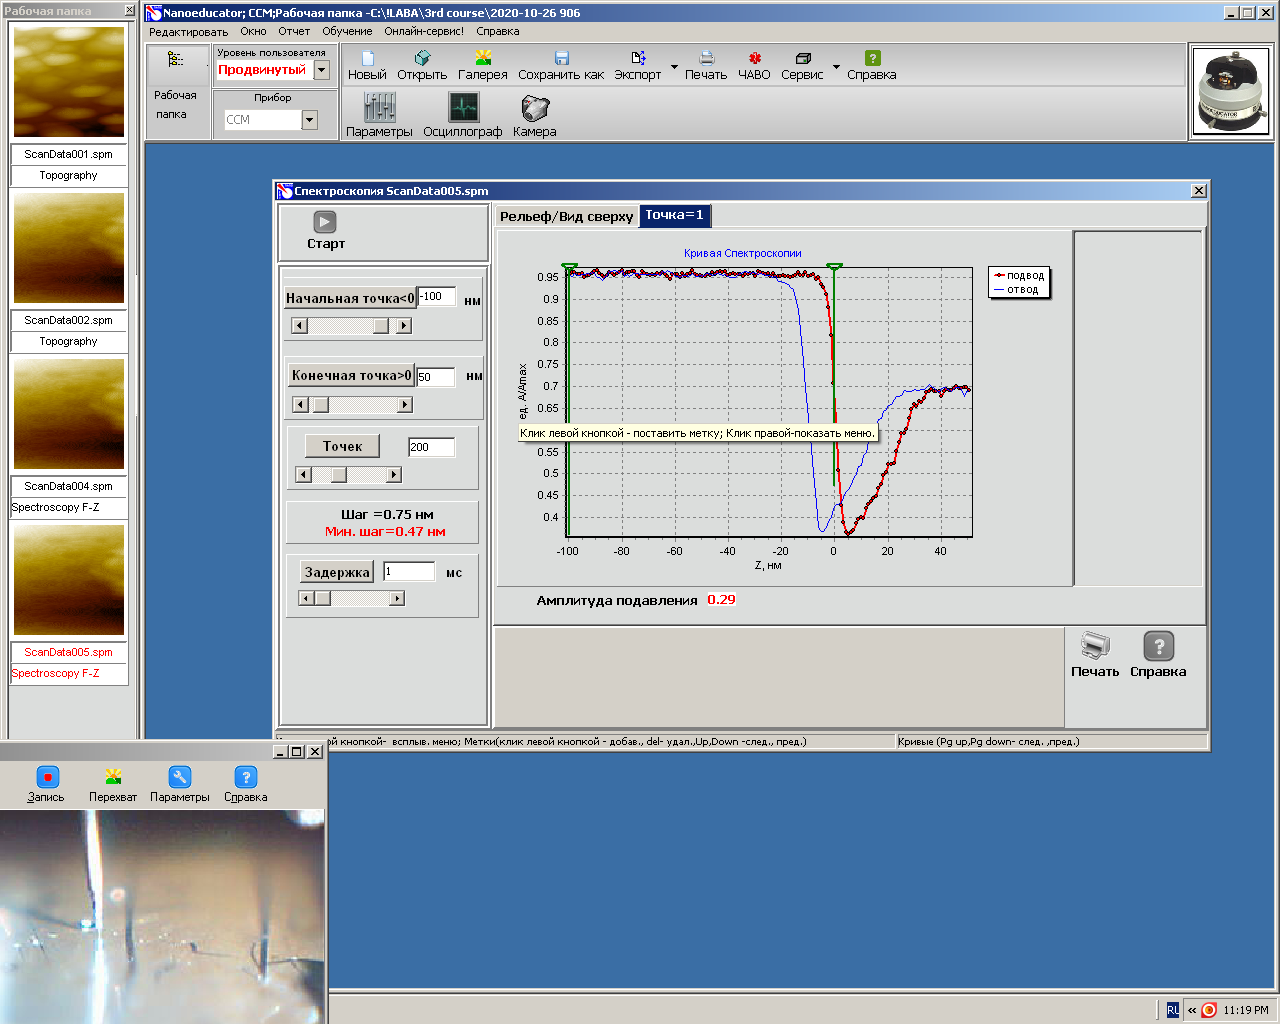 Рабочая папка
ScanData001.spm
Topography
ScanData002.spm
Topography
ScanData004.spm
Spectroscopy F-Z
ScanData005.spm
Spectroscopy F-Z
Nanoeducator; ССМ;Рабочая папка -C:\!LABA\3rd course\2020-10-26 906
Редактировать Окно Отчет Обучение Онлайн-сервис! Справка
Рабочая
папка
Уровень пользователя
Продвинутый
Прибор
ССМ
Новый Открыть Галерея Сохранить как Экспорт Печать ЧАВО Сервис Справка
Параметры Осциллограф Камера
Спектроскопия ScanData005.spm
Старт
Начальная точка<0 -100 нм
Конечная точка>0 50 нм
Точек 200
Шаг =0.75 нм
Мин. шаг=0.47 нм
Задержка 1 мс
Рельеф/Вид сверху Точка=1
Кривая Спектроскопии
0.95
0.9
0.85
0.8
0.75
0.7
0.65
0.55
0.5
0.45
0.4
ед. A/Amax
-100 -80 -60 -40 -20 0 20 40
Z, нм
подвод
отвод
Клик левой кнопкой - поставить метку; Клик правой-показать меню.
Амплитуда подавления 0.29
Печать Справка
й кнопкой- всплыв. меню; Метки(клик левой кнопкой - добав., del- удал.,Up,Down -след., пред.)
Кривые (Pg up,Pg down- след. ,пред.)
Запись Перехват Параметры Справка
RU « 11:19 PM